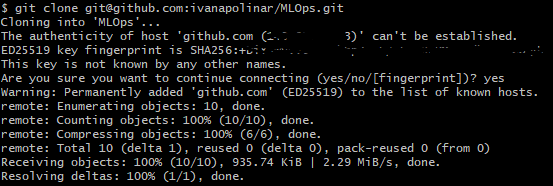 $ git clone git@github.com:ivanapolinar/MLOps.git
Cloning into 'MLOps'...
The authenticity of host 'github.com (1 3)' can't be established.
ED25519 key fingerprint is SHA256:+
This key is not known by any other names.
Are you sure you want to continue connecting (yes/no/[fingerprint])? yes
Warning: Permanently added 'github.com' (ED25519) to the list of known hosts.
remote: Enumerating objects: 10, done.
remote: Counting objects: 100% (10/10), done.
remote: Compressing objects: 100% (6/6), done.
remote: Total 10 (delta 1), reused 0 (delta 0), pack-reused 0 (from 0)
Receiving objects: 100% (10/10), 935.74 KiB | 2.29 MiB/s, done.
Resolving deltas: 100% (1/1), done.